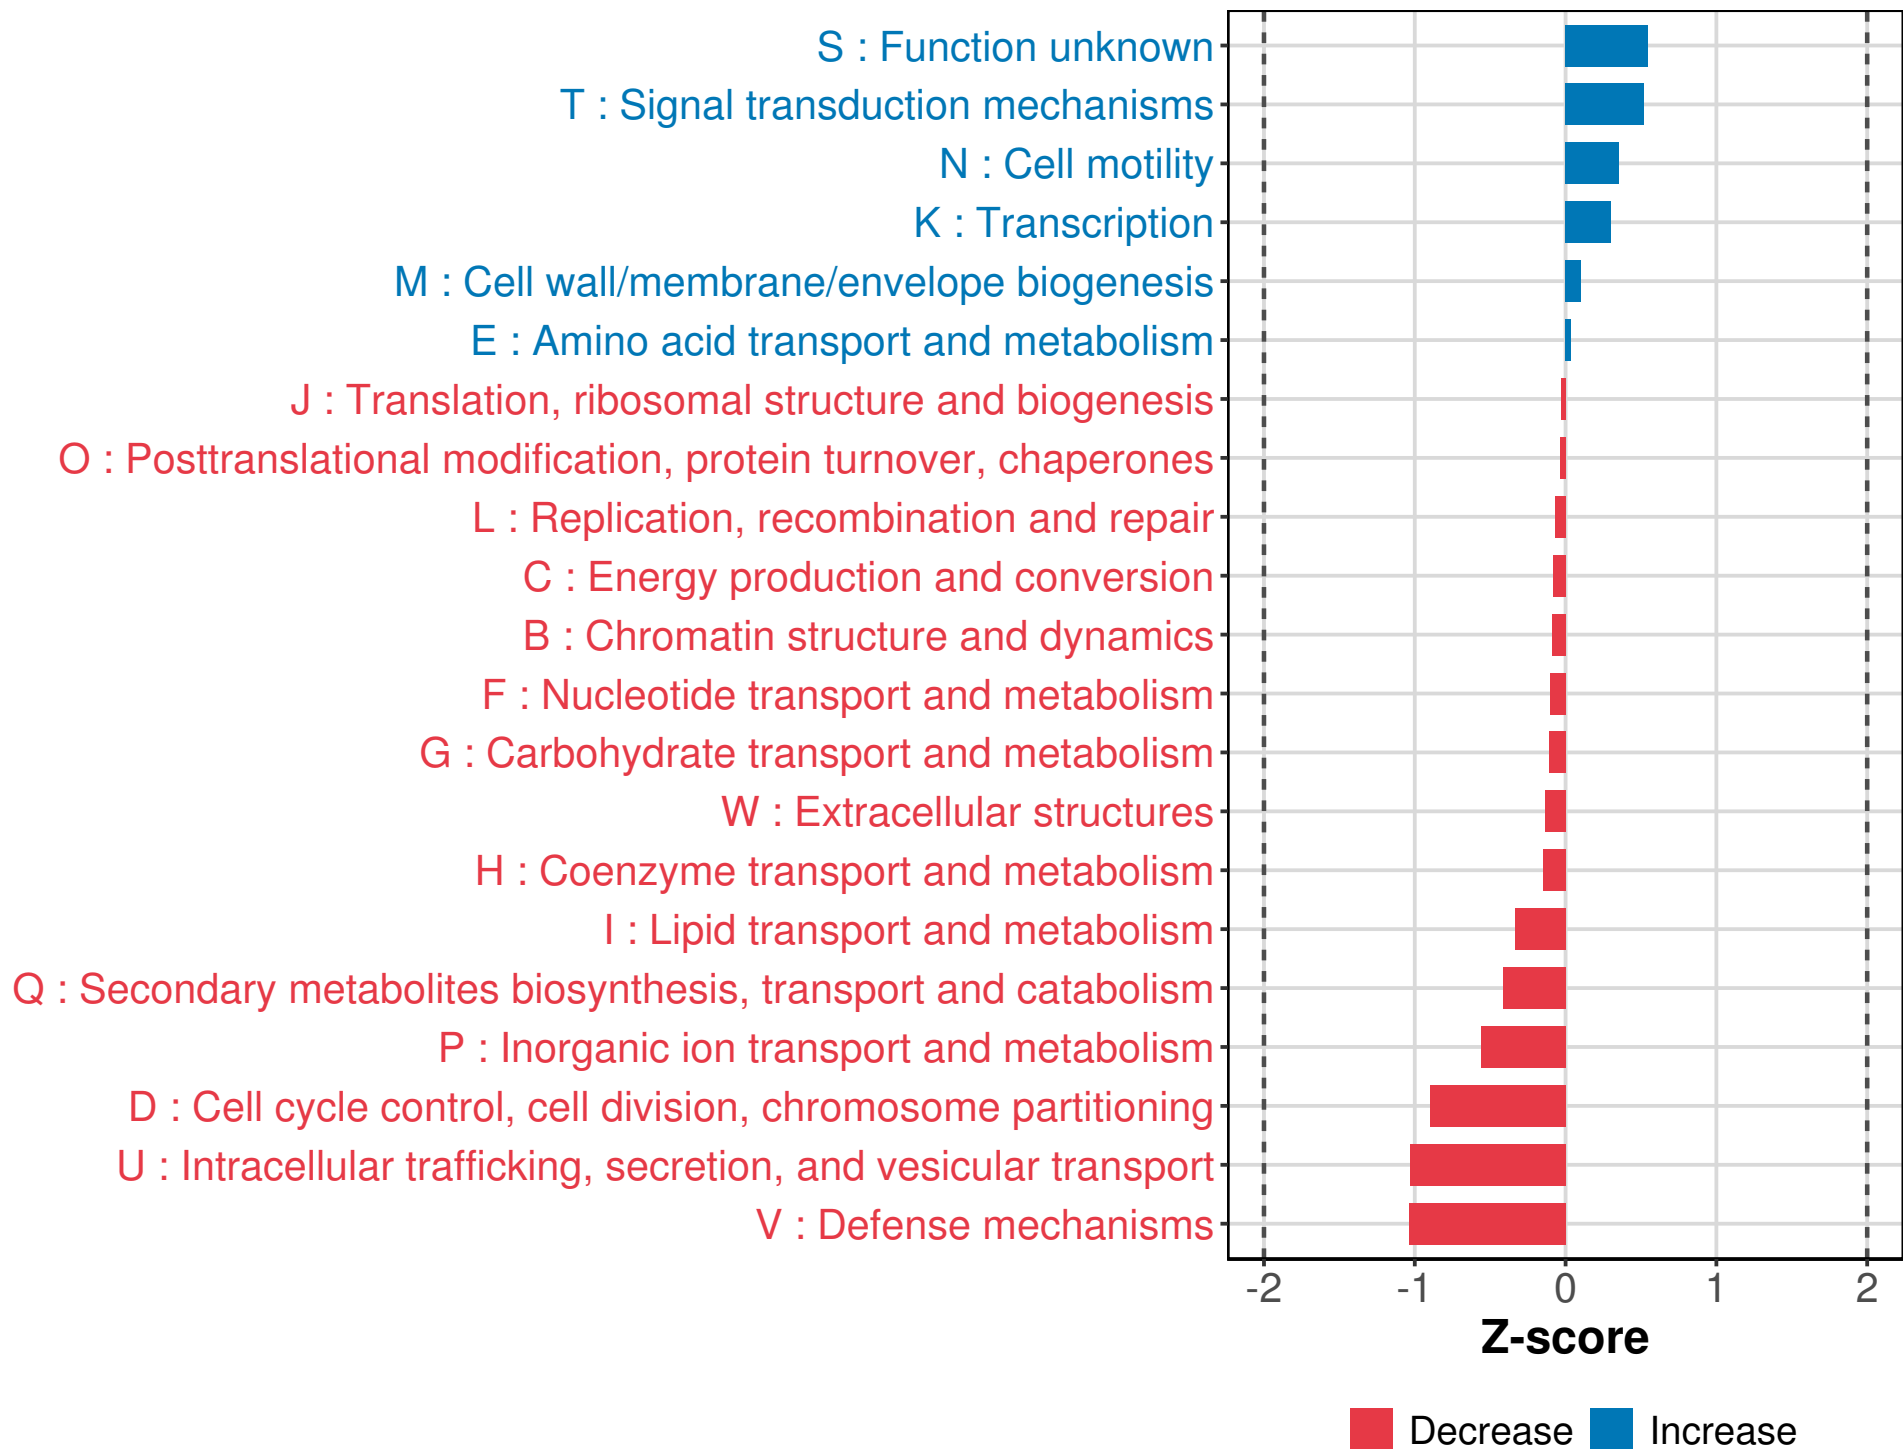 S : Function unknown
T : Signal transduction mechanisms
N : Cell motility
K : Transcription
M : Cell wall/membrane/envelope biogenesis
E : Amino acid transport and metabolism
J : Translation, ribosomal structure and biogenesis
O : Posttranslational modification, protein turnover, chaperones
L : Replication, recombination and repair
C : Energy production and conversion
B : Chromatin structure and dynamics
F : Nucleotide transport and metabolism
G : Carbohydrate transport and metabolism
W : Extracellular structures
H : Coenzyme transport and metabolism
I : Lipid transport and metabolism
Q : Secondary metabolites biosynthesis, transport and catabolism
P : Inorganic ion transport and metabolism
D : Cell cycle control, cell division, chromosome partitioning
U : Intracellular trafficking, secretion, and vesicular transport
V : Defense mechanisms
-2 -1 0 1 2
Z-score
Decrease Increase